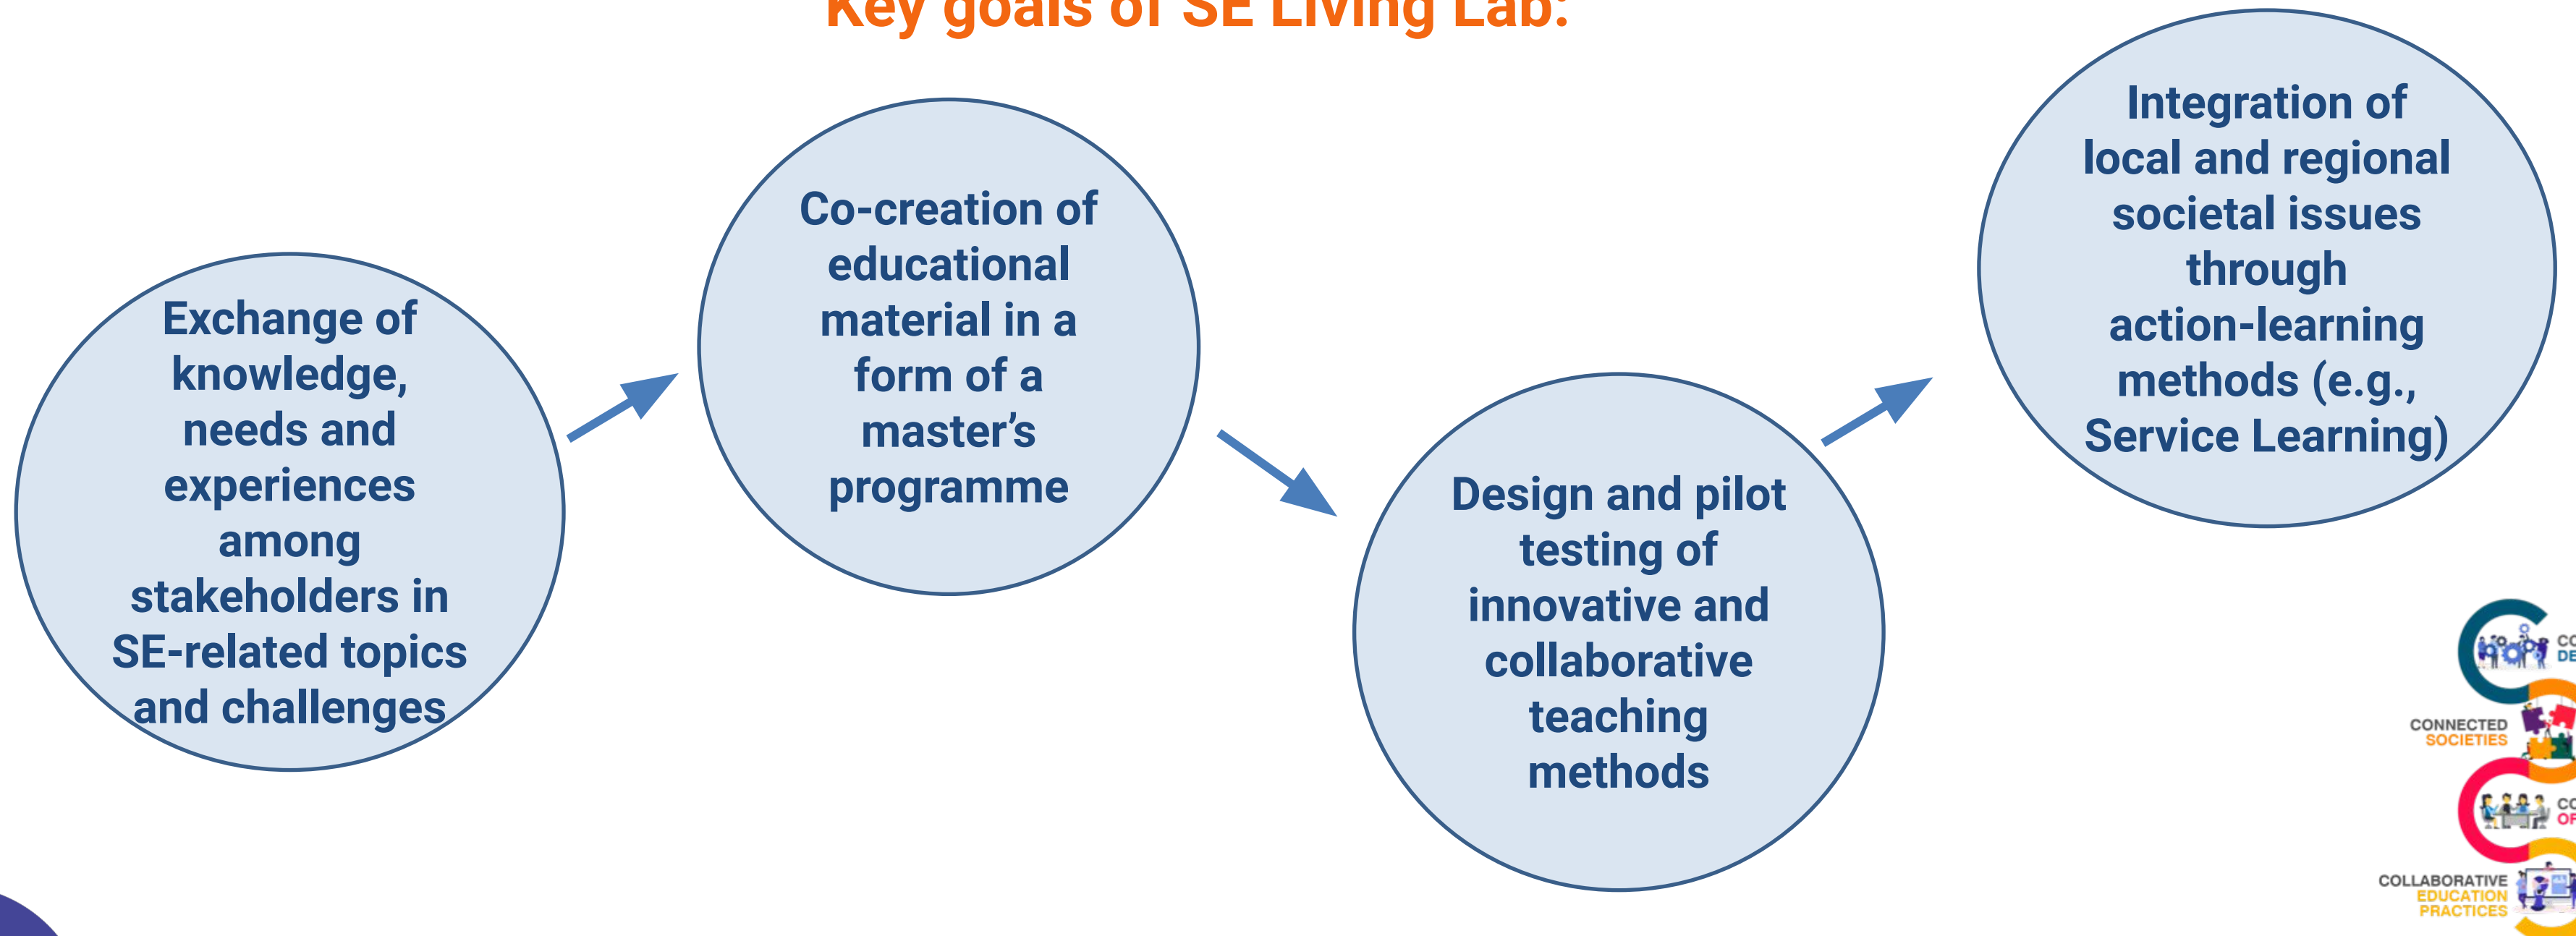 Key goals of SE Living Lab:
Exchange of
knowledge,
needs and
experiences
among
stakeholders in
SE-related topics
and challenges
Co-creation of
educational
material in a
form of a
master’s
programme
Design and pilot
testing of
innovative and
collaborative
teaching
methods
Integration of
local and regional
societal issues
through
action-learning
methods (e.g.,
Service Learning)
CONNECTED
SOCIETIES
COLLABORATIVE
EDUCATION
PRACTICES